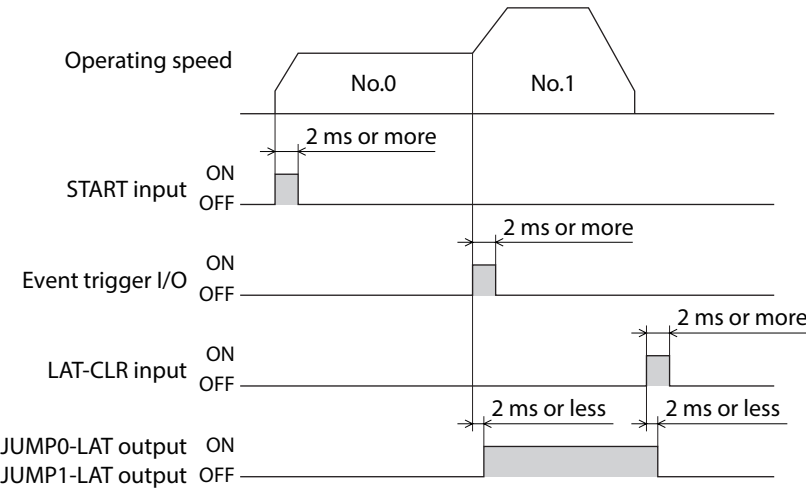 Operating speed
No.0
No.1
2 ms or more
START input
ON
OFF
2 ms or more
Event trigger I/O
ON
OFF
2 ms or more
LAT-CLR input
ON
OFF
2 ms or less
2 ms or less
JUMP0-LAT output ON
JUMP1-LAT output OFF